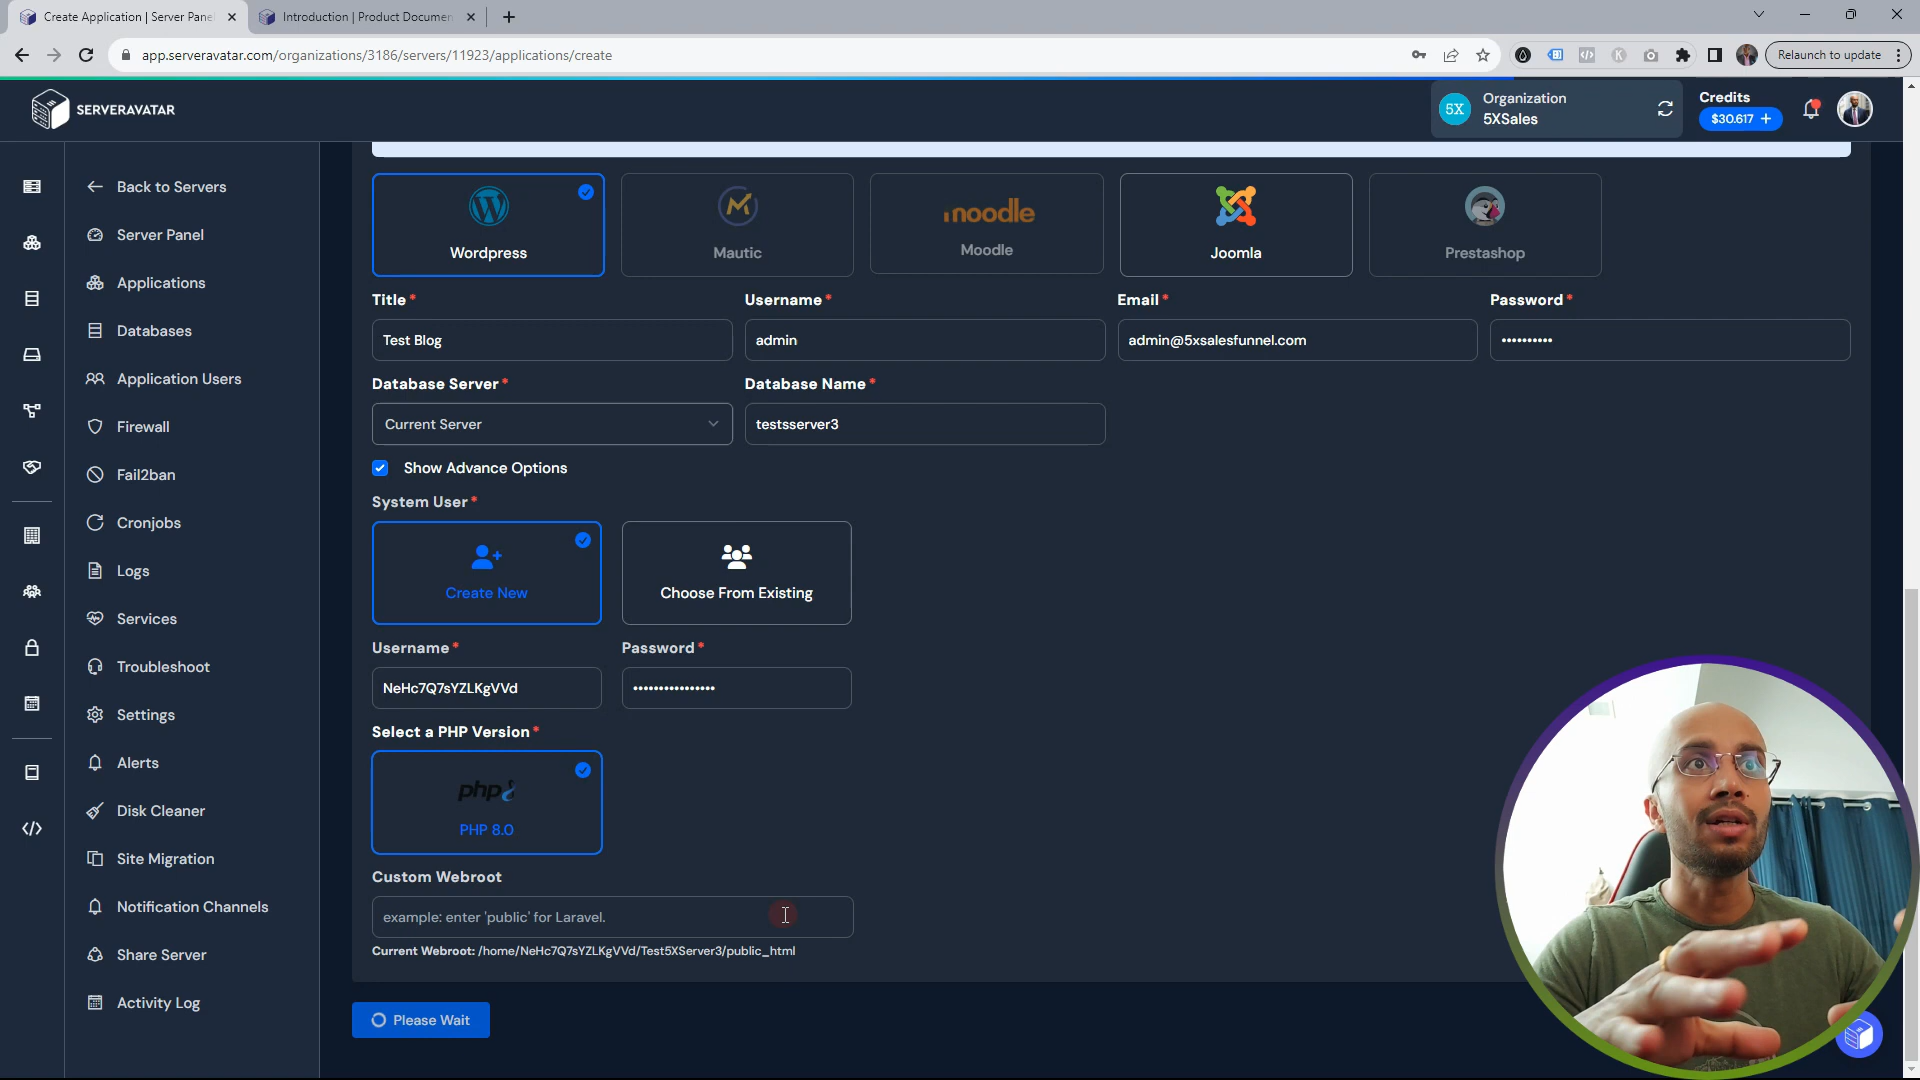 Create Application | Server Pane
Introduction | Product Documen
app.serveravatar.com/organizations/3186/servers/11923/applications/create
Relaunch to update
SERVERAVATAR
5X
Organization
5XSales
Credits
$30.617 +
Back to Servers
Server Panel
Applications
Databases
Application Users
Firewall
Fail2ban
Cronjobs
Logs
Services
Troubleshoot
Settings
Alerts
Disk Cleaner
Site Migration
Notification Channels
Share Server
Activity Log
Wordpress
Mautic
moodle
Moodle
Joomla
Prestashop
Title*
Username*
Email*
Password*
Test Blog
admin
admin@5xsalesfunnel.com
••••••••••
Database Server*
Database Name*
Current Server
testsserver3
Show Advance Options
System User*
Create New
Choose From Existing
Username*
Password*
NeHc7Q7sYZLKgVVd
••••••••••••••••
Select a PHP Version*
php
PHP 8.0
Custom Webroot
example: enter 'public' for Laravel.
Current Webroot: /home/NeHc7Q7sYZLKgVVd/Test5XServer3/public_html
Please Wait